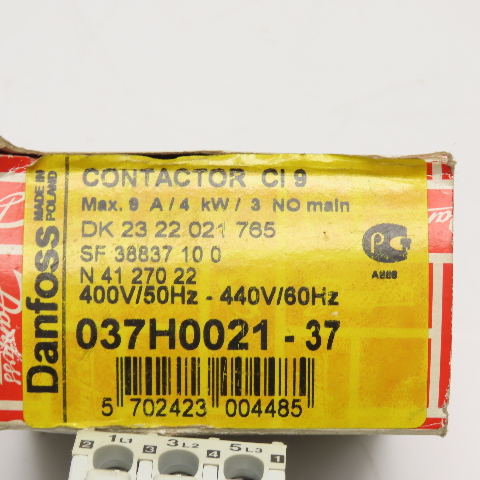 CONTACTOR CI 9
Max. 9 A / 4 kW / 3 NO main
DK 23 22 021 765
SF 38837 10 0
N 41 270 22
400V/50Hz - 440V/60Hz
037H0021 - 37
5 702423 004485
Danfoss
MADE IN
POLAND
Danfoss
2 1L1 3L2 4 5L3 1